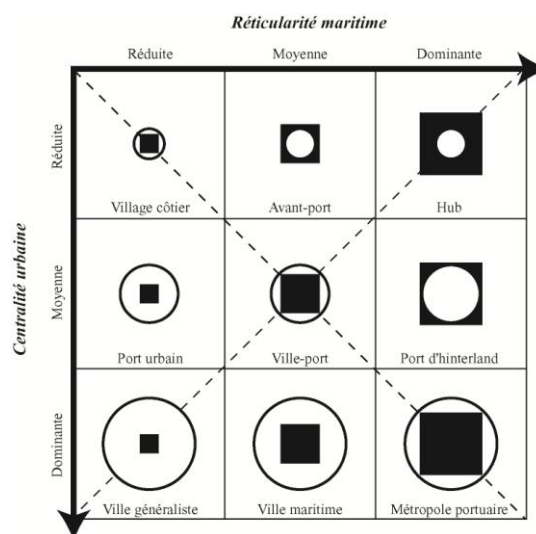 Réticularité maritime
Réduite Moyenne Dominante
Centralité urbaine
Réduite
Village côtier Avant-port Hub
Moyenne
Port urbain Ville-port Port d'hinterland
Dominante
Ville généraliste Ville maritime Métropole portuaire